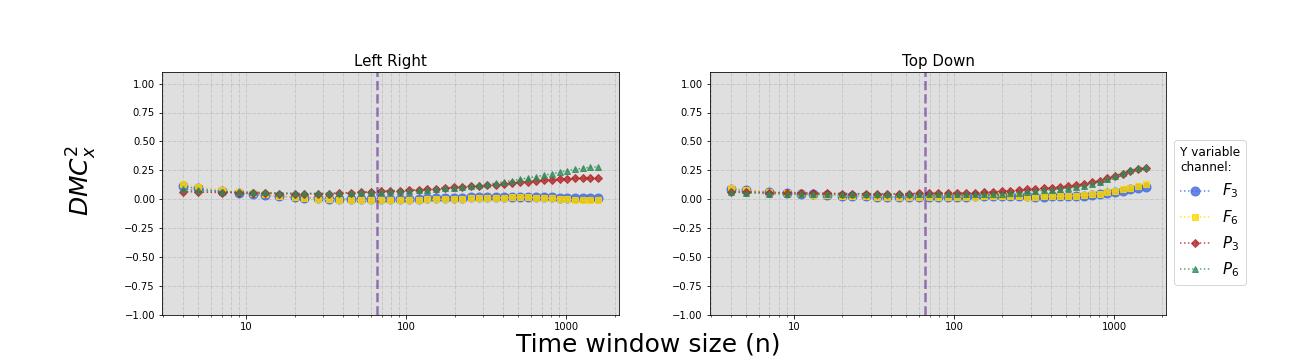 Left Right
Top Down
1.00
0.75
0.50
0.25
0.00
−0.25
−0.50
−0.75
−1.00
10
100
1000
1.00
0.75
0.50
0.25
0.00
−0.25
−0.50
−0.75
−1.00
10
100
1000
DMC²ₓ
Time window size (n)
Y variable
channel:
F₃
F₆
P₃
P₆